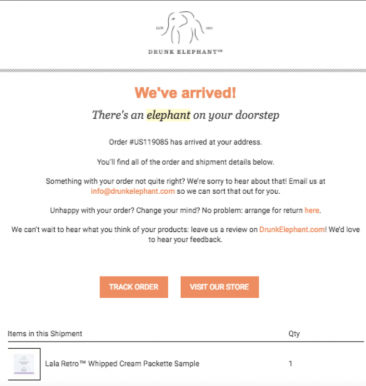 DRUNK ELEPHANT™
We've arrived!
There's an elephant on your doorstep
Order #US119085 has arrived at your address.
You'll find all of the order and shipment details below.
Something with your order not quite right? We're sorry to hear about that! Email us at
info@drunkelephant.com so we can sort that out for you.
Unhappy with your order? Change your mind? No problem: arrange for return here.
We can't wait to hear what you think of your products: leave us a review on DrunkElephant.com! We'd love
to hear your feedback.
TRACK ORDER VISIT OUR STORE
Items in this Shipment Qty
Lala Retro™ Whipped Cream Packette Sample 1